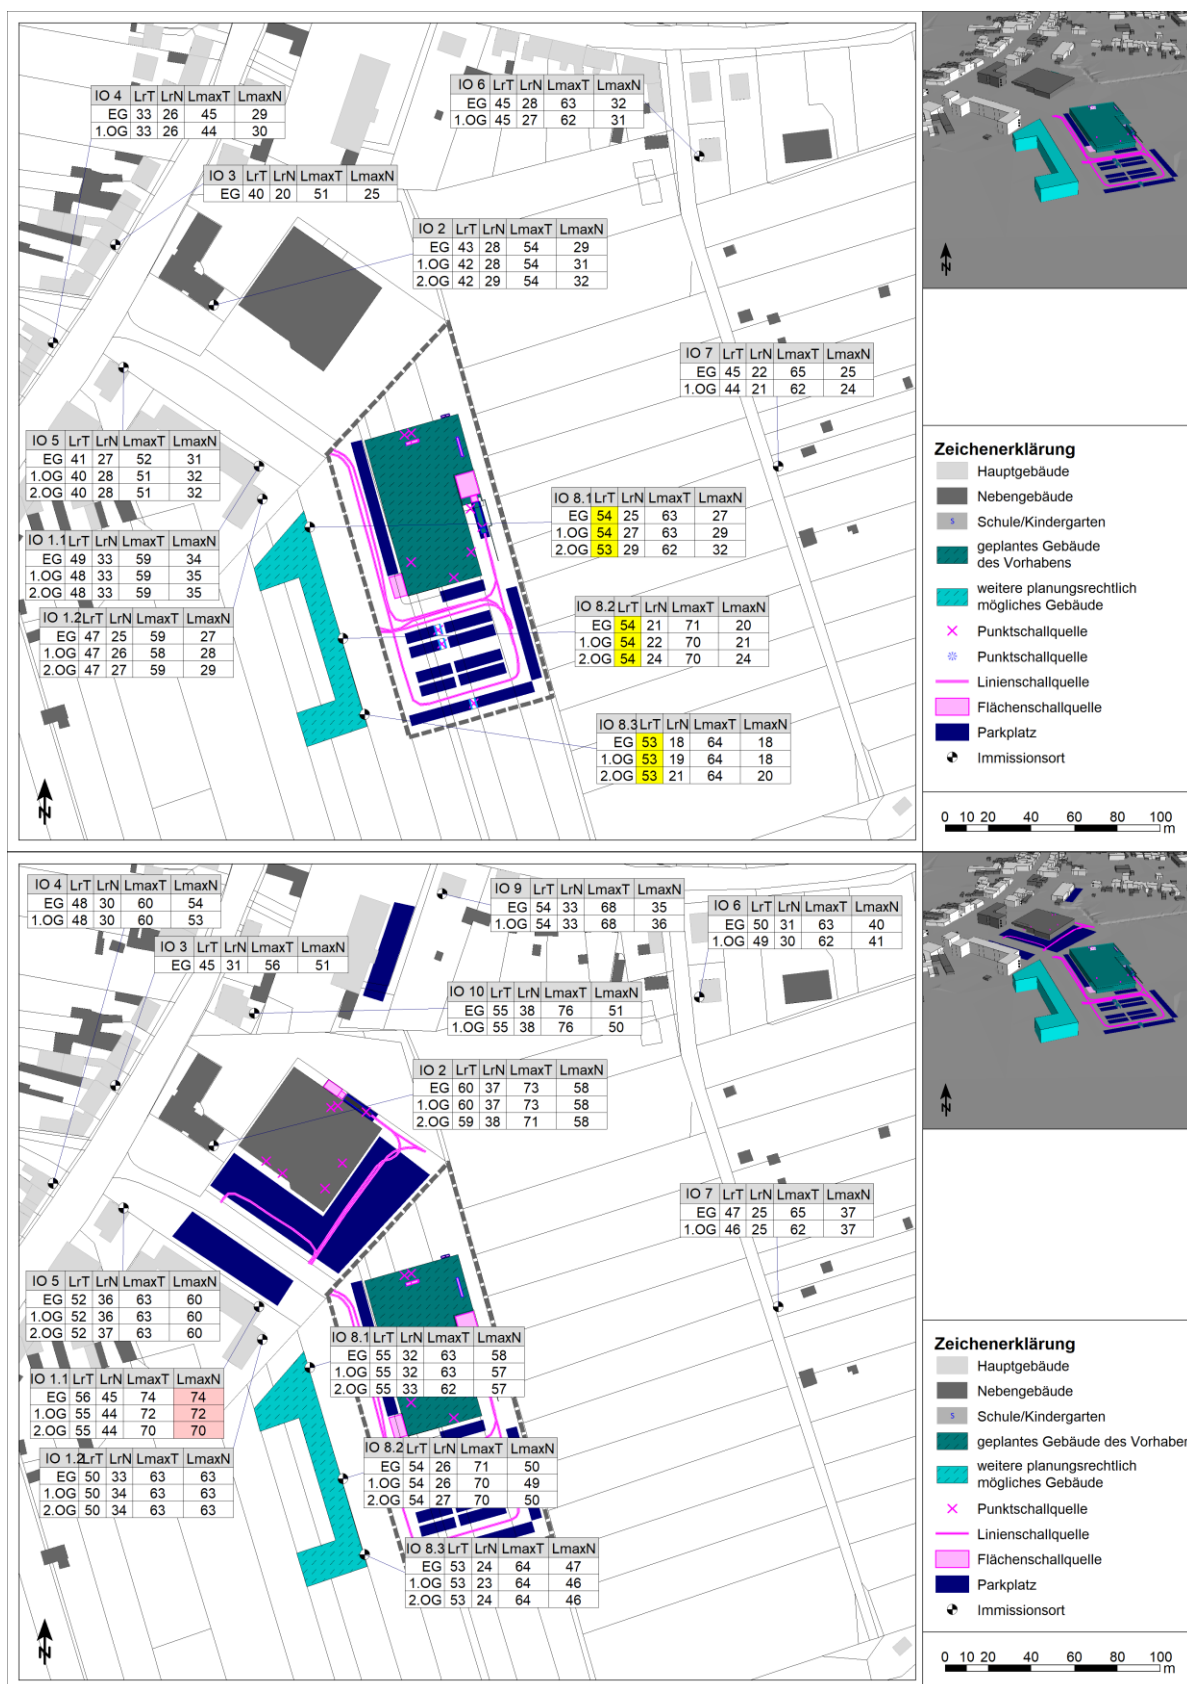 IO 4 LrT LrN LmaxT LmaxN
EG 33 26 45 29
1.OG 33 26 44 30
IO 6 LrT LrN LmaxT LmaxN
EG 45 28 63 32
1.OG 45 27 62 31
IO 3 LrT LrN LmaxT LmaxN
EG 40 20 51 25
IO 2 LrT LrN LmaxT LmaxN
EG 43 28 54 29
1.OG 42 28 54 31
2.OG 42 29 54 32
IO 7 LrT LrN LmaxT LmaxN
EG 45 22 65 25
1.OG 44 21 62 24
IO 5 LrT LrN LmaxT LmaxN
EG 41 27 52 31
1.OG 40 28 51 32
2.OG 40 28 51 32
IO 8.1 LrT LrN LmaxT LmaxN
EG 54 25 63 27
1.OG 54 27 63 29
2.OG 53 29 62 32
IO 1.1 LrT LrN LmaxT LmaxN
EG 49 33 59 34
1.OG 48 33 59 35
2.OG 48 33 59 35
IO 8.2 LrT LrN LmaxT LmaxN
EG 54 21 71 20
1.OG 54 22 70 21
2.OG 54 24 70 24
IO 1.2 LrT LrN LmaxT LmaxN
EG 47 25 59 27
1.OG 47 26 58 28
2.OG 47 27 59 29
IO 8.3 LrT LrN LmaxT LmaxN
EG 53 18 64 18
1.OG 53 19 64 18
2.OG 53 21 64 20
N
N
Zeichenerklärung
Hauptgebäude
Nebengebäude
S Schule/Kindergarten
geplantes Gebäude
des Vorhabens
weitere planungsrechtlich
mögliches Gebäude
Punktschallquelle
Punktschallquelle
Linienschallquelle
Flächenschallquelle
Parkplatz
Immissionsort
0 10 20 40 60 80 100
m
IO 4 LrT LrN LmaxT LmaxN
EG 48 30 60 54
1.OG 48 30 60 53
IO 9 LrT LrN LmaxT LmaxN
EG 54 33 68 35
1.OG 54 33 68 36
IO 6 LrT LrN LmaxT LmaxN
EG 50 31 63 40
1.OG 49 30 62 41
IO 3 LrT LrN LmaxT LmaxN
EG 45 31 56 51
IO 10 LrT LrN LmaxT LmaxN
EG 55 38 76 51
1.OG 55 38 76 50
IO 2 LrT LrN LmaxT LmaxN
EG 60 37 73 58
1.OG 60 37 73 58
2.OG 59 38 71 58
IO 7 LrT LrN LmaxT LmaxN
EG 47 25 65 37
1.OG 46 25 62 37
IO 5 LrT LrN LmaxT LmaxN
EG 52 36 63 60
1.OG 52 36 63 60
2.OG 52 37 63 60
IO 8.1 LrT LrN LmaxT LmaxN
EG 55 32 63 58
1.OG 55 32 63 57
2.OG 55 33 62 57
IO 1.1 LrT LrN LmaxT LmaxN
EG 56 45 74 74
1.OG 55 44 72 72
2.OG 55 44 70 70
IO 8.2 LrT LrN LmaxT LmaxN
EG 54 26 71 50
1.OG 54 26 70 49
2.OG 54 27 70 50
IO 1.2 LrT LrN LmaxT LmaxN
EG 50 33 63 63
1.OG 50 34 63 63
2.OG 50 34 63 63
IO 8.3 LrT LrN LmaxT LmaxN
EG 53 24 64 47
1.OG 53 23 64 46
2.OG 53 24 64 46
N
N
Zeichenerklärung
Hauptgebäude
Nebengebäude
S Schule/Kindergarten
geplantes Gebäude des Vorhaber
weitere planungsrechtlich
mögliches Gebäude
Punktschallquelle
Linienschallquelle
Flächenschallquelle
Parkplatz
Immissionsort
0 10 20 40 60 80 100
m